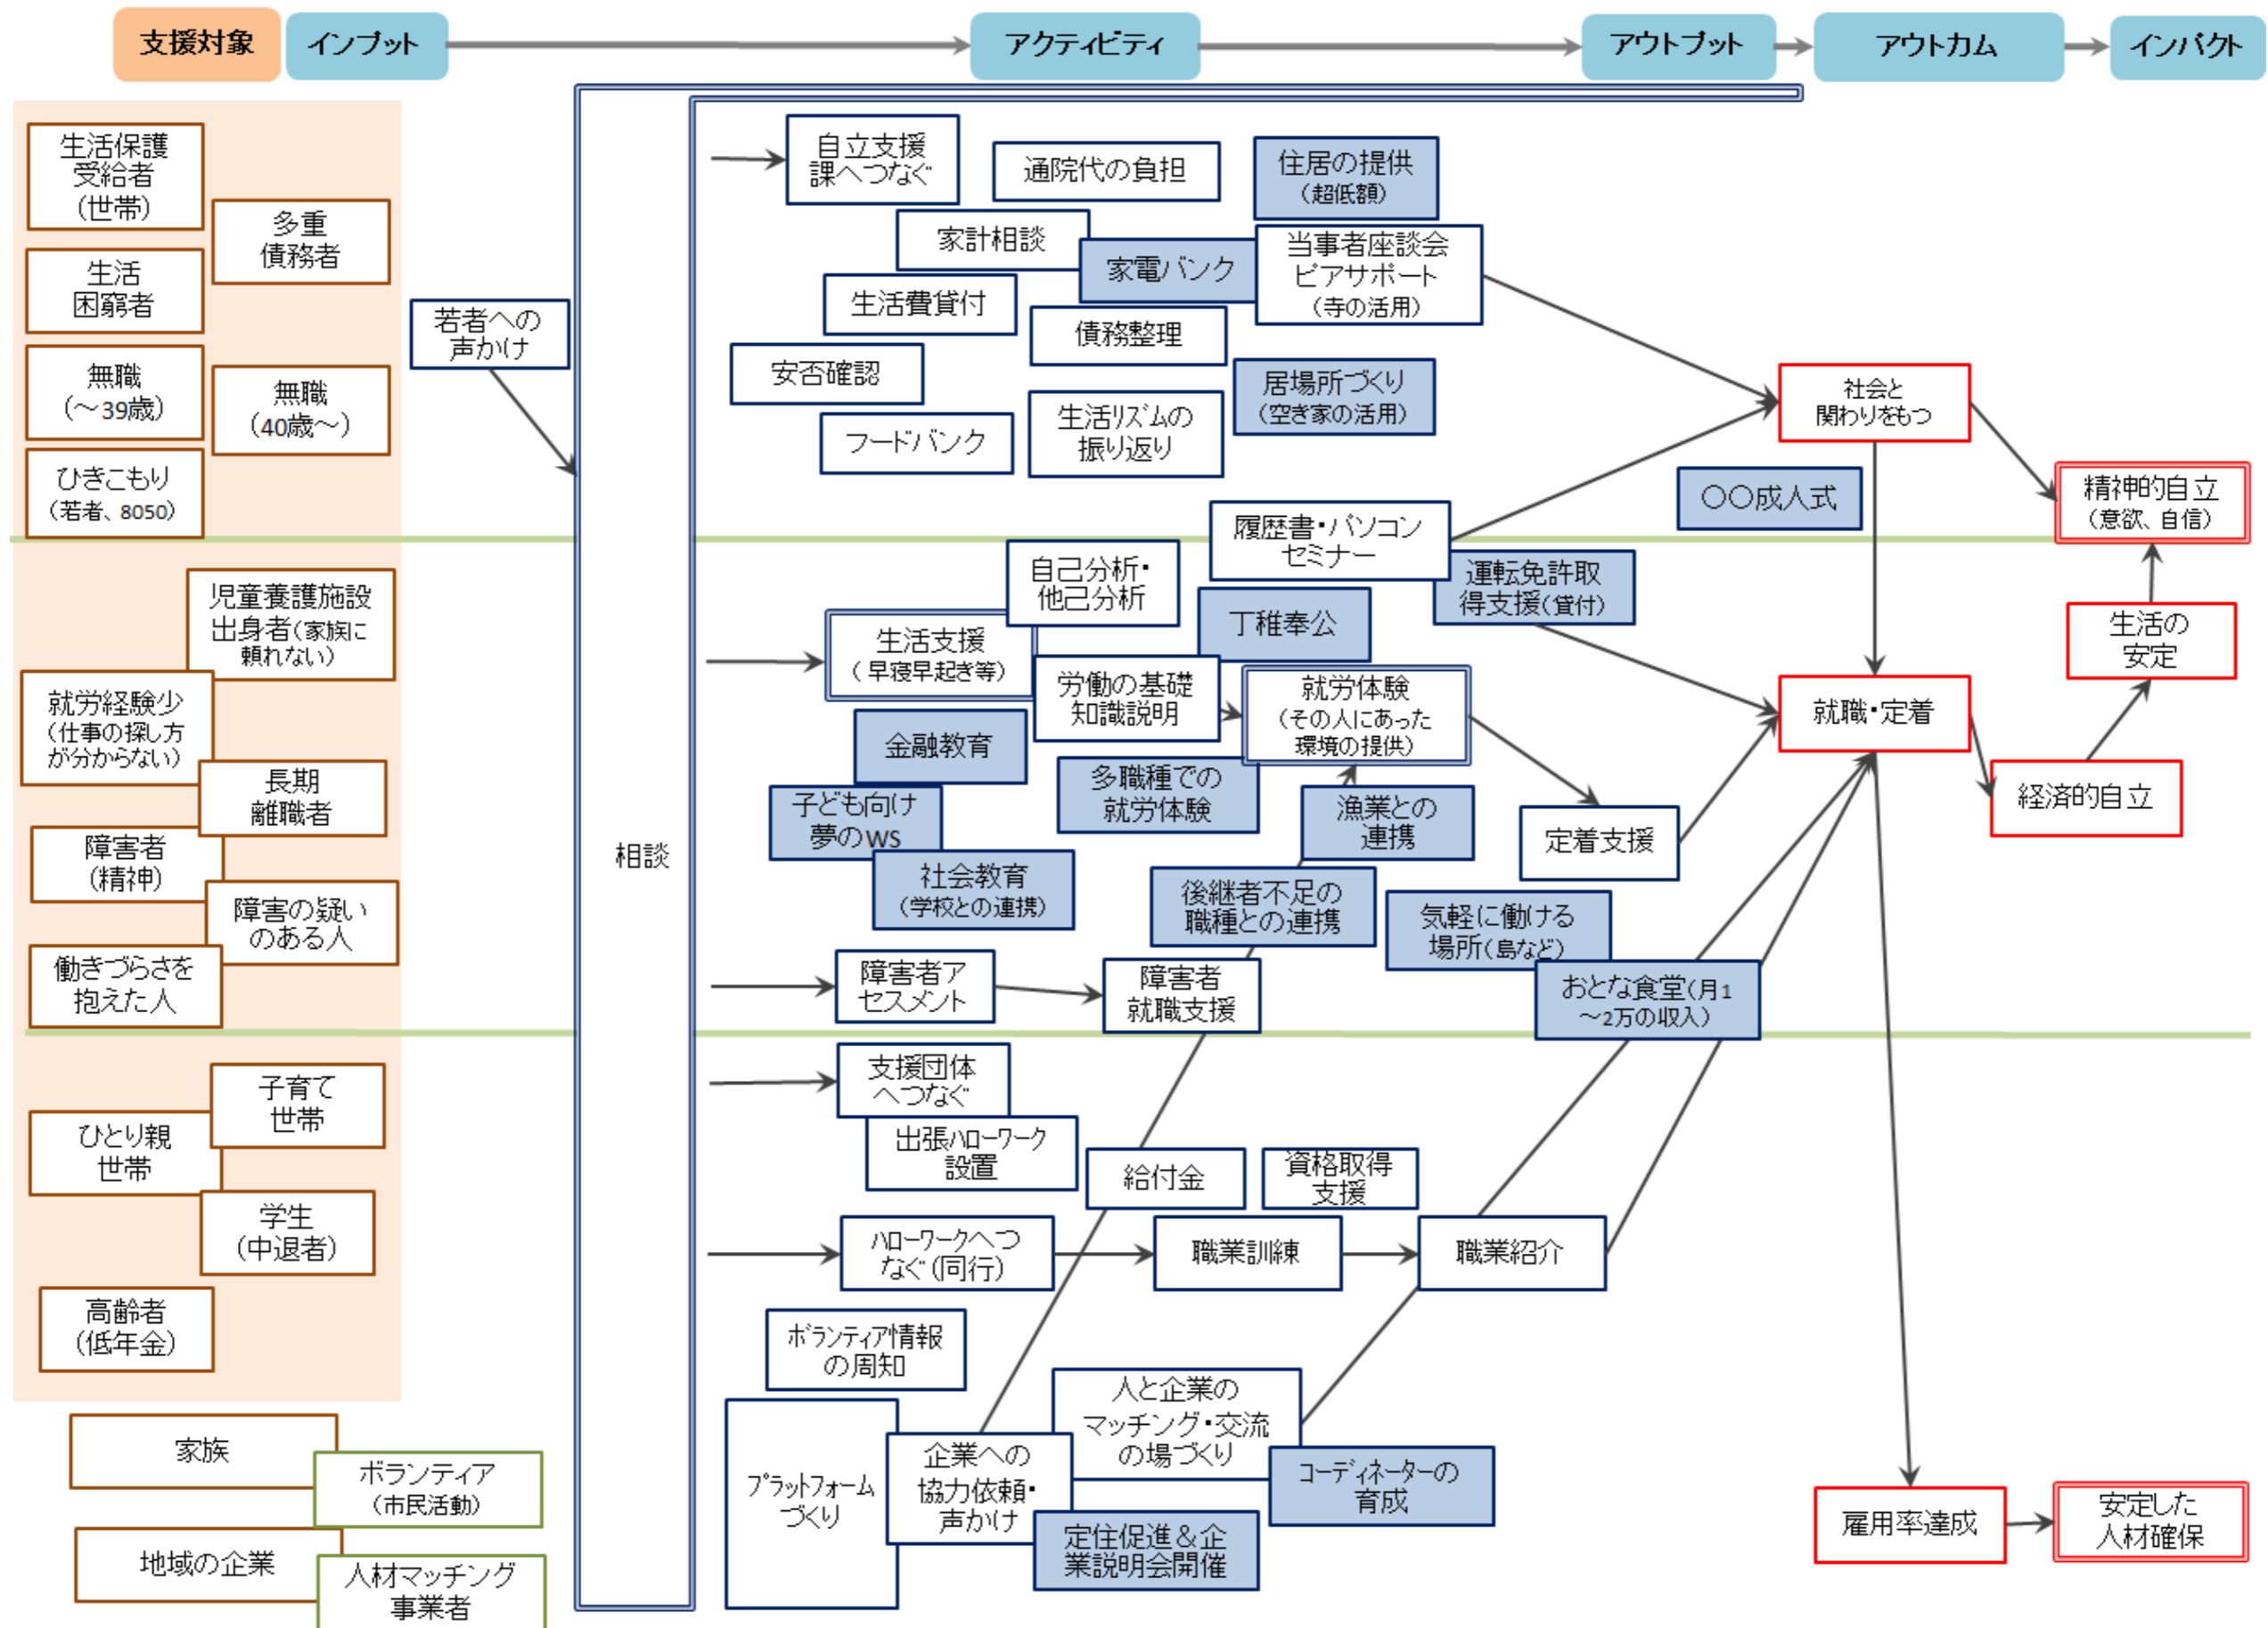 支援対象
インプット
アクティビティ
アウトプット
アウトカム
インパクト
生活保護
受給者
(世帯)
多重
債務者
生活
困窮者
無職
(～39歳)
無職
(40歳～)
ひきこもり
(若者、8050)
児童養護施設
出身者(家族に
頼れない)
就労経験少
(仕事の探し方
が分からない)
長期
離職者
障害者
(精神)
障害の疑い
のある人
働きづらさを
抱えた人
子育て
世帯
ひとり親
世帯
学生
(中退者)
高齢者
(低年金)
家族
ボランティア
(市民活動)
地域の企業
人材マッチング
事業者
若者への
声かけ
相談
自立支援
課へつなぐ
通院代の負担
住居の提供
(超低額)
家計相談
家電バンク
当事者座談会
ピアサポート
(寺の活用)
生活費貸付
債務整理
安否確認
居場所づくり
(空き家の活用)
フードバンク
生活リズムの
振り返り
履歴書・パソコン
セミナー
〇〇成人式
自己分析・
他己分析
運転免許取
得支援(貸付)
丁稚奉公
生活支援
(早寝早起き等)
労働の基礎
知識説明
就労体験
(その人にあった
環境の提供)
金融教育
多職種での
就労体験
子ども向け
夢のWS
漁業との
連携
定着支援
社会教育
(学校との連携)
後継者不足の
職種との連携
気軽に働ける
場所(島など)
障害者ア
セスメント
障害者
就職支援
おとな食堂(月1
～2万の収入)
支援団体
へつなぐ
出張ハローワーク
設置
給付金
資格取得
支援
ハローワークへつ
なぐ(同行)
職業訓練
職業紹介
ボランティア情報
の周知
人と企業の
マッチング・交流
の場づくり
プラットフォーム
づくり
企業への
協力依頼・
声かけ
コーディネーターの
育成
定住促進&企
業説明会開催
社会と
関わりをもつ
精神的自立
(意欲、自信)
生活の
安定
就職・定着
経済的自立
雇用率達成
安定した
人材確保